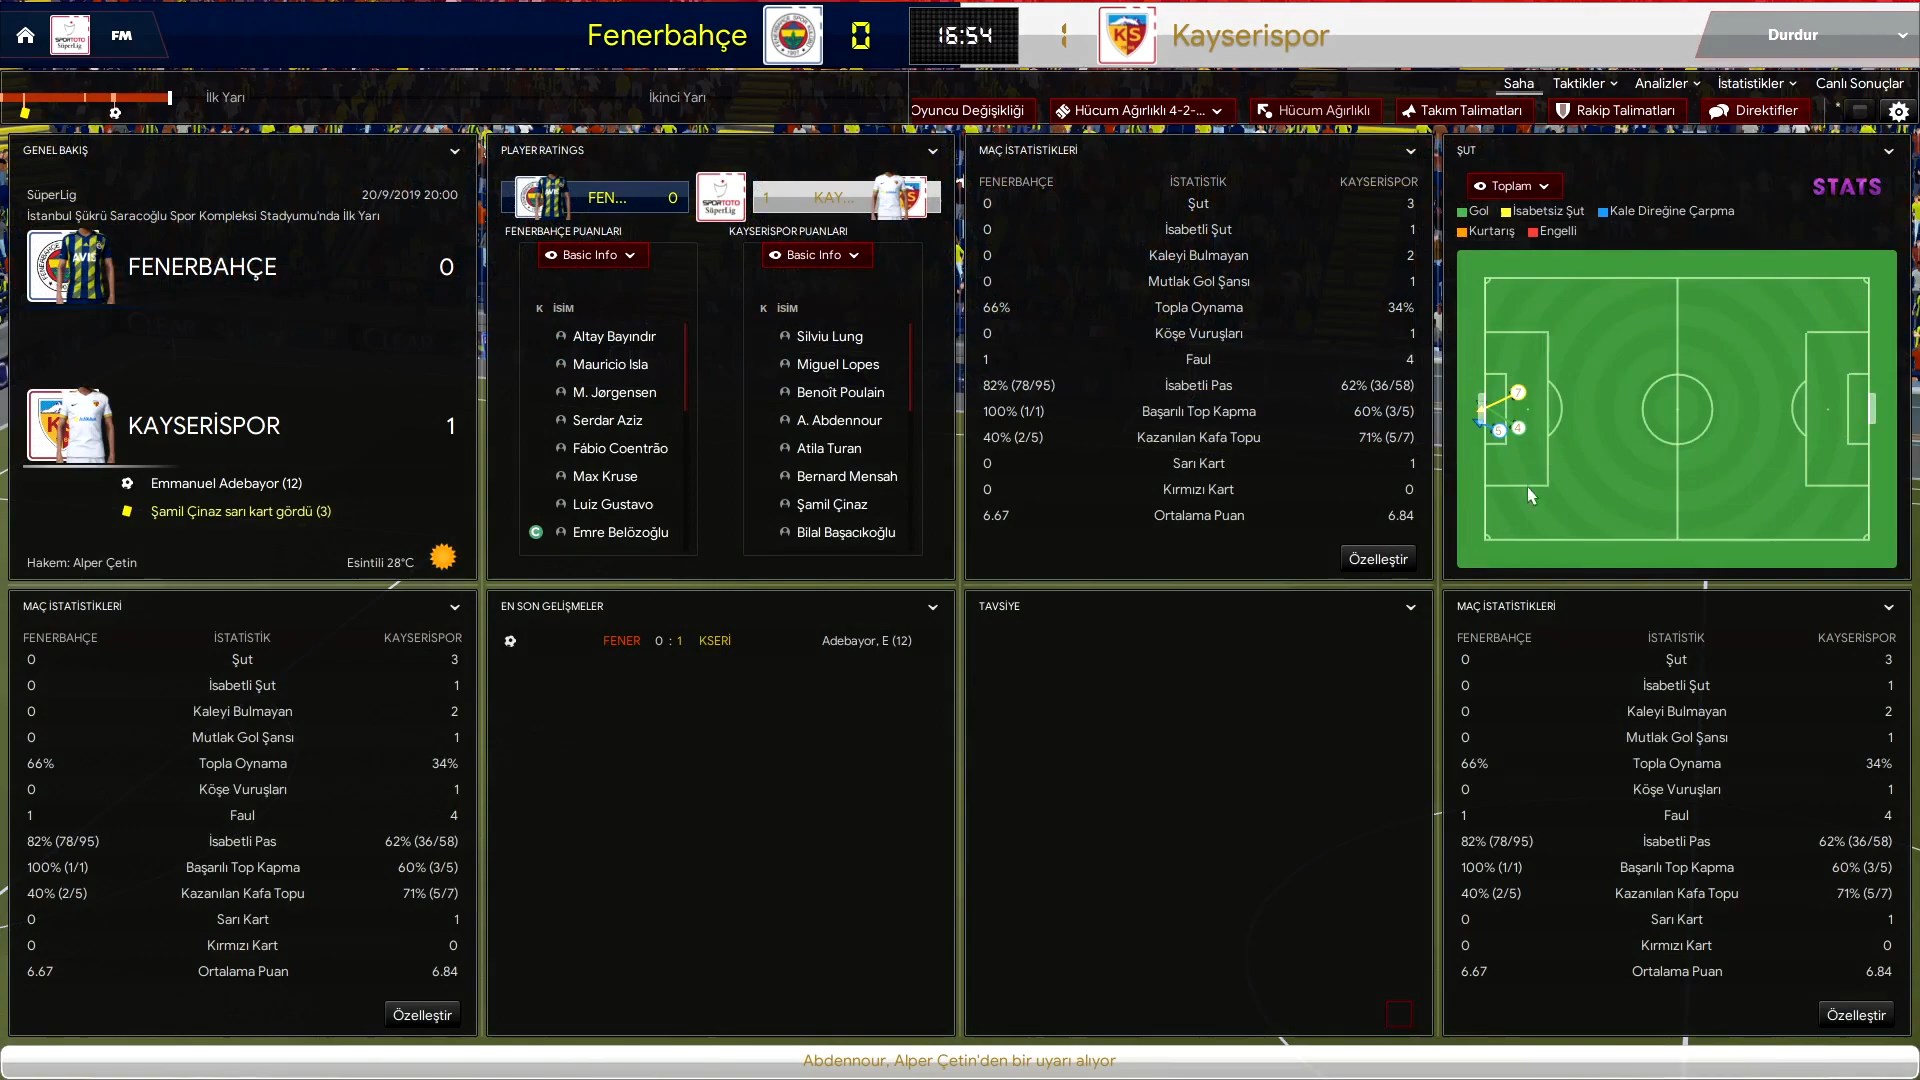 FM
Fenerbahçe 0 16:54 1 Kayserispor
Durdur
İlk Yarı
İkinci Yarı
Saha Taktikler Analizler İstatistikler Canlı Sonuçlar
Oyuncu Değişikliği Hücum Ağırlıklı 4-2-... Hücum Ağırlıklı Takım Talimatları Rakip Talimatları Direktifler
GENEL BAKIŞ
SüperLig 20/9/2019 20:00
İstanbul Şükrü Saracoğlu Spor Kompleksi Stadyumu'nda İlk Yarı
FENERBAHÇE 0
KAYSERİSPOR 1
Emmanuel Adebayor (12)
Şamil Çinaz sarı kart gördü (3)
Hakem: Alper Çetin Esintili 28°C
PLAYER RATINGS
FEN... 0 SPORTOTO SüperLig 1 KAY...
FENERBAHÇE PUANLARI KAYSERİSPOR PUANLARI
Basic Info Basic Info
K İSİM K İSİM
Altay Bayındır Silviu Lung
Mauricio Isla Miguel Lopes
M. Jørgensen Benoît Poulain
Serdar Aziz A. Abdennour
Fábio Coentrão Atila Turan
Max Kruse Bernard Mensah
Luiz Gustavo Şamil Çinaz
C Emre Belözoğlu Bilal Başacıkoğlu
MAÇ İSTATİSTİKLERİ
FENERBAHÇE İSTATİSTİK KAYSERİSPOR
0 Şut 3
0 İsabetli Şut 1
0 Kaleyi Bulmayan 2
0 Mutlak Gol Şansı 1
66% Topla Oynama 34%
0 Köşe Vuruşları 1
1 Faul 4
82% (78/95) İsabetli Pas 62% (36/58)
100% (1/1) Başarılı Top Kapma 60% (3/5)
40% (2/5) Kazanılan Kafa Topu 71% (5/7)
0 Sarı Kart 1
0 Kırmızı Kart 0
6.67 Ortalama Puan 6.84
Özelleştir
ŞUT
Toplam STATS
Gol İsabetsiz Şut Kale Direğine Çarpma
Kurtarış Engelli
7
5 4
MAÇ İSTATİSTİKLERİ
FENERBAHÇE İSTATİSTİK KAYSERİSPOR
0 Şut 3
0 İsabetli Şut 1
0 Kaleyi Bulmayan 2
0 Mutlak Gol Şansı 1
66% Topla Oynama 34%
0 Köşe Vuruşları 1
1 Faul 4
82% (78/95) İsabetli Pas 62% (36/58)
100% (1/1) Başarılı Top Kapma 60% (3/5)
40% (2/5) Kazanılan Kafa Topu 71% (5/7)
0 Sarı Kart 1
0 Kırmızı Kart 0
6.67 Ortalama Puan 6.84
Özelleştir
EN SON GELİŞMELER
FENER 0 : 1 KSERİ Adebayor, E (12)
TAVSİYE
MAÇ İSTATİSTİKLERİ
FENERBAHÇE İSTATİSTİK KAYSERİSPOR
0 Şut 3
0 İsabetli Şut 1
0 Kaleyi Bulmayan 2
0 Mutlak Gol Şansı 1
66% Topla Oynama 34%
0 Köşe Vuruşları 1
1 Faul 4
82% (78/95) İsabetli Pas 62% (36/58)
100% (1/1) Başarılı Top Kapma 60% (3/5)
40% (2/5) Kazanılan Kafa Topu 71% (5/7)
0 Sarı Kart 1
0 Kırmızı Kart 0
6.67 Ortalama Puan 6.84
Özelleştir
Abdennour, Alper Çetin'den bir uyarı alıyor